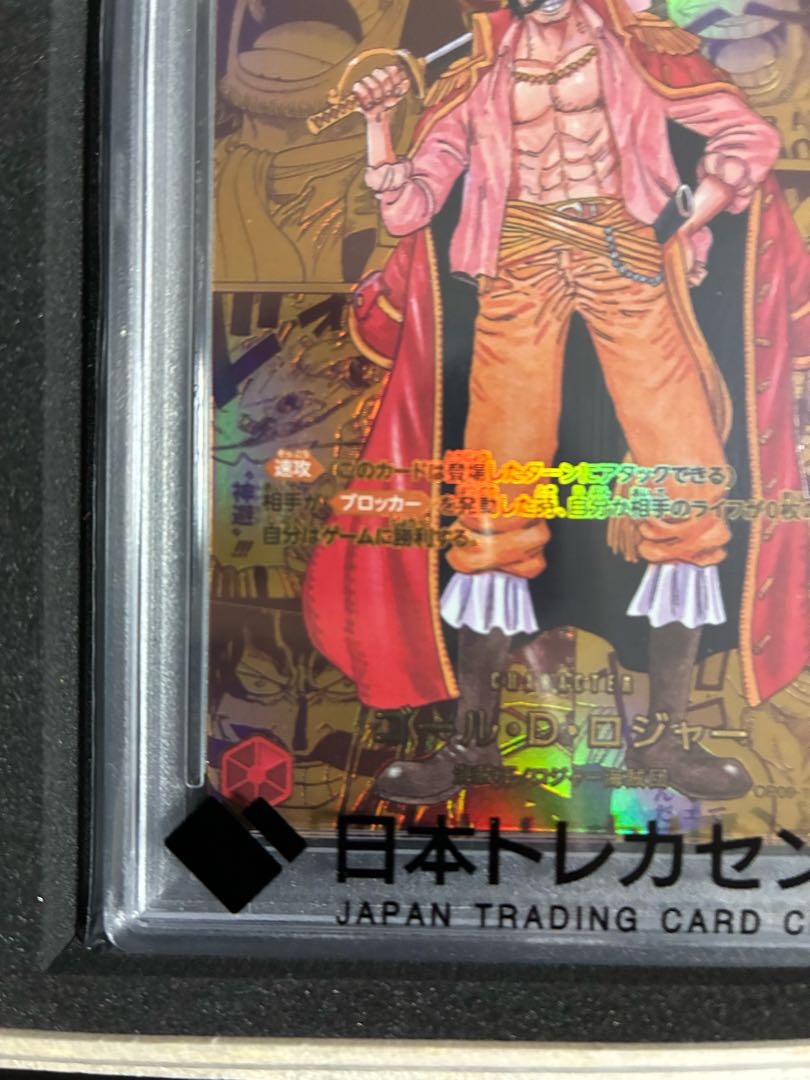 速攻 (このカードは登場したターンにアタックできる)
相手が ブロッカー を発動した時、自分か相手のライフが0枚
自分はゲームに勝利する。
神避
!!!
CHARACTER
ゴール・D・ロジャー
ロジャー海賊団
日本トレカセン
JAPAN TRADING CARD C